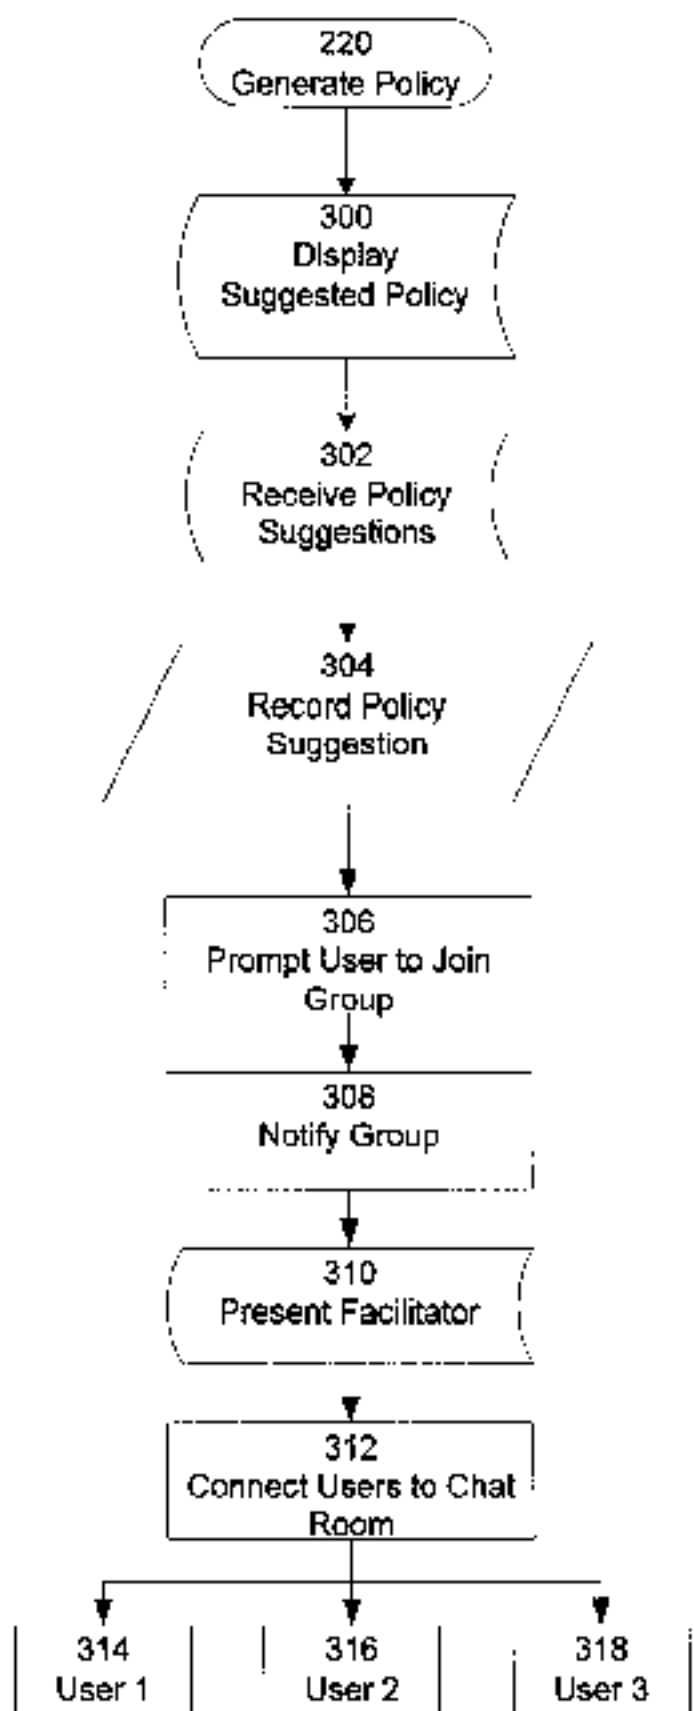 220
Generate Policy
300
Display
Suggested Policy
302
Receive Policy
Suggestions
304
Record Policy
Suggestion
306
Prompt User to Join
Group
308
Notify Group
310
Present Facilitator
312
Connect Users to Chat
Room
314
User 1
316
User 2
318
User 3